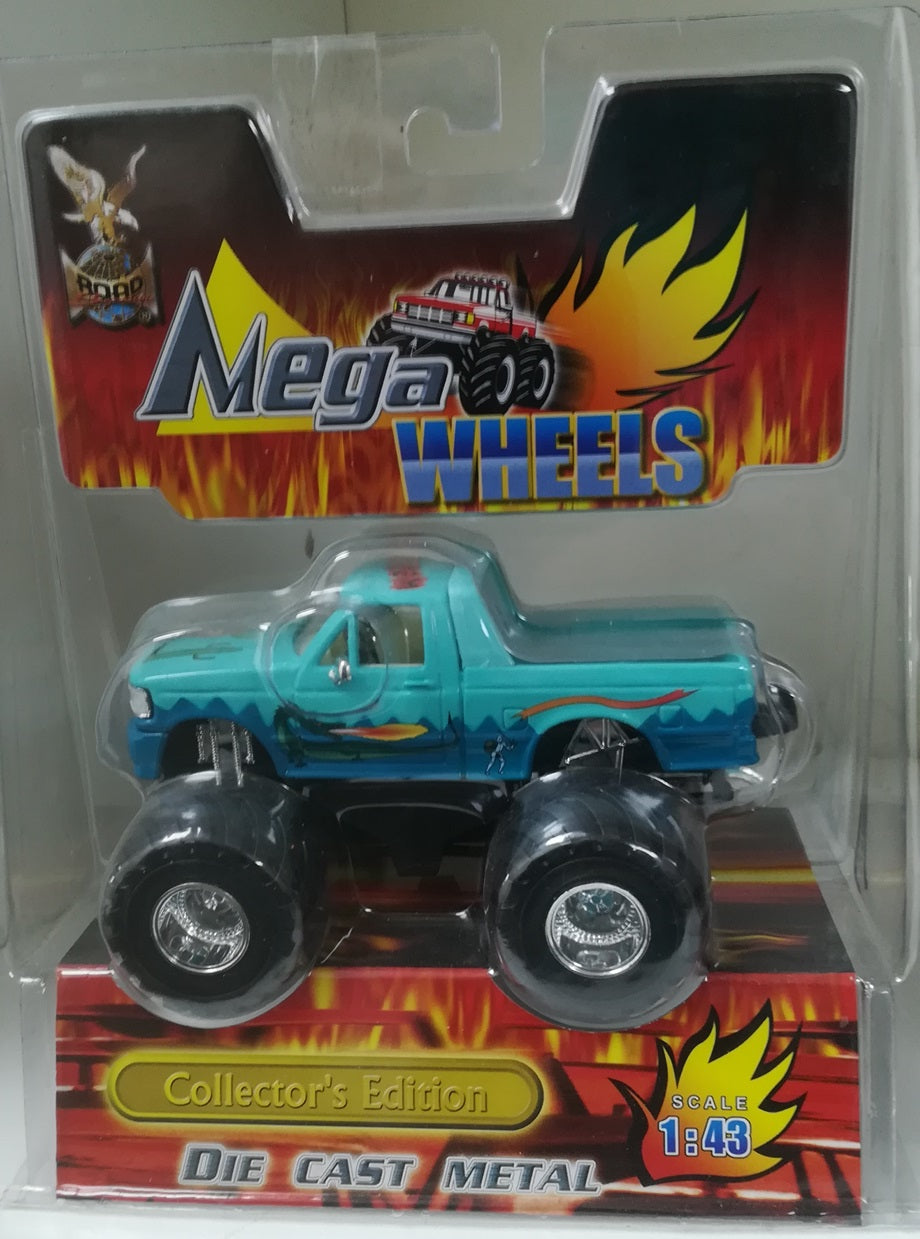 ROAD
®
Mega
WHEELS
Collector's Edition
SCALE
1:43
DIE CAST METAL